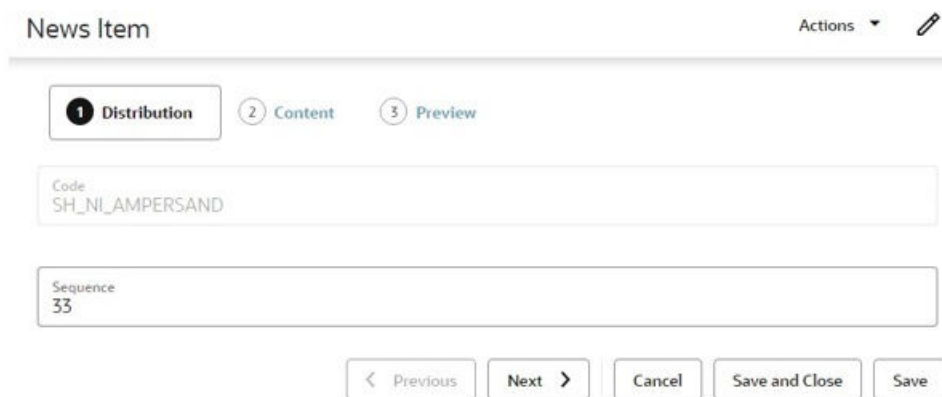 News Item Actions
1 Distribution 2 Content 3 Preview
Code
SH_NI_AMPERSAND
Sequence
33
Previous Next Cancel Save and Close Save